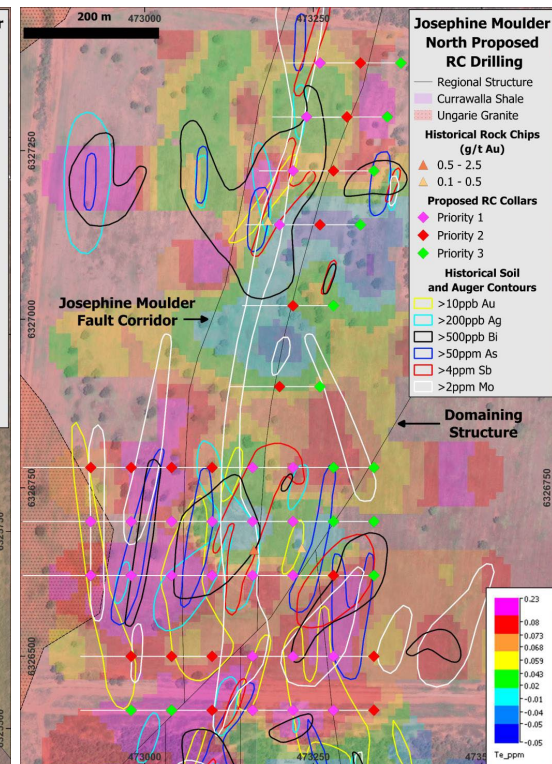 r
200 m
473000
473250
Josephine Moulder
North Proposed
RC Drilling
Regional Structure
Currawalla Shale
Ungarie Granite
Historical Rock Chips
(g/t Au)
0.5 - 2.5
0.1 - 0.5
Proposed RC Collars
Priority 1
Priority 2
Priority 3
Historical Soil
and Auger Contours
>10ppb Au
>200ppb Ag
>500ppb Bi
>50ppm As
>4ppm Sb
>2ppm Mo
6327250
Josephine Moulder
Fault Corridor
6327000
Domaining
Structure
6326750
6326750
6326500
0.23
0.08
0.073
0.068
0.059
0.043
0.02
-0.01
-0.04
-0.05
-0.05
Te_ppm
473000
473250